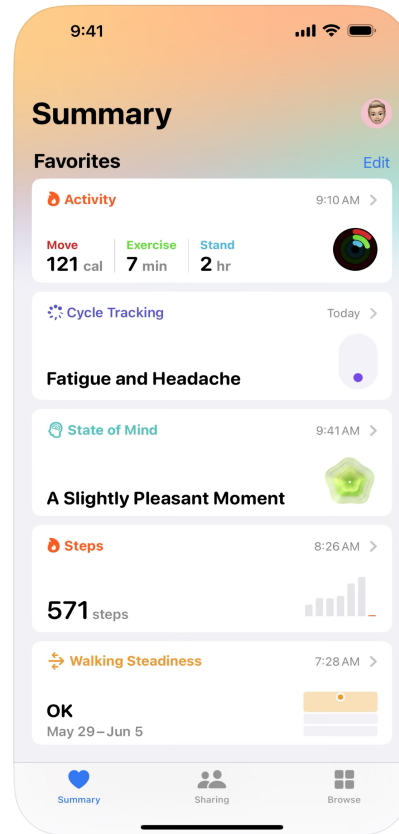 9:41
Summary
Favorites Edit
Activity 9:10 AM
Move Exercise Stand
121 cal 7 min 2 hr
Cycle Tracking Today
Fatigue and Headache
State of Mind 9:41 AM
A Slightly Pleasant Moment
Steps 8:26 AM
571 steps
Walking Steadiness 7:28 AM
OK
May 29–Jun 5
Summary Sharing Browse